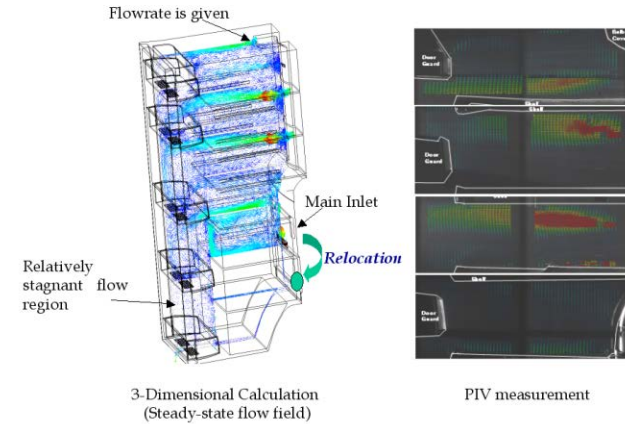 Flowrate is given
Main Inlet
Relocation
Relatively
stagnant flow
region
3-Dimensional Calculation
(Steady-state flow field)
Door
Guard
Shelf
Shelf
Door
Guard
Shelf
Door
Guard
PIV measurement